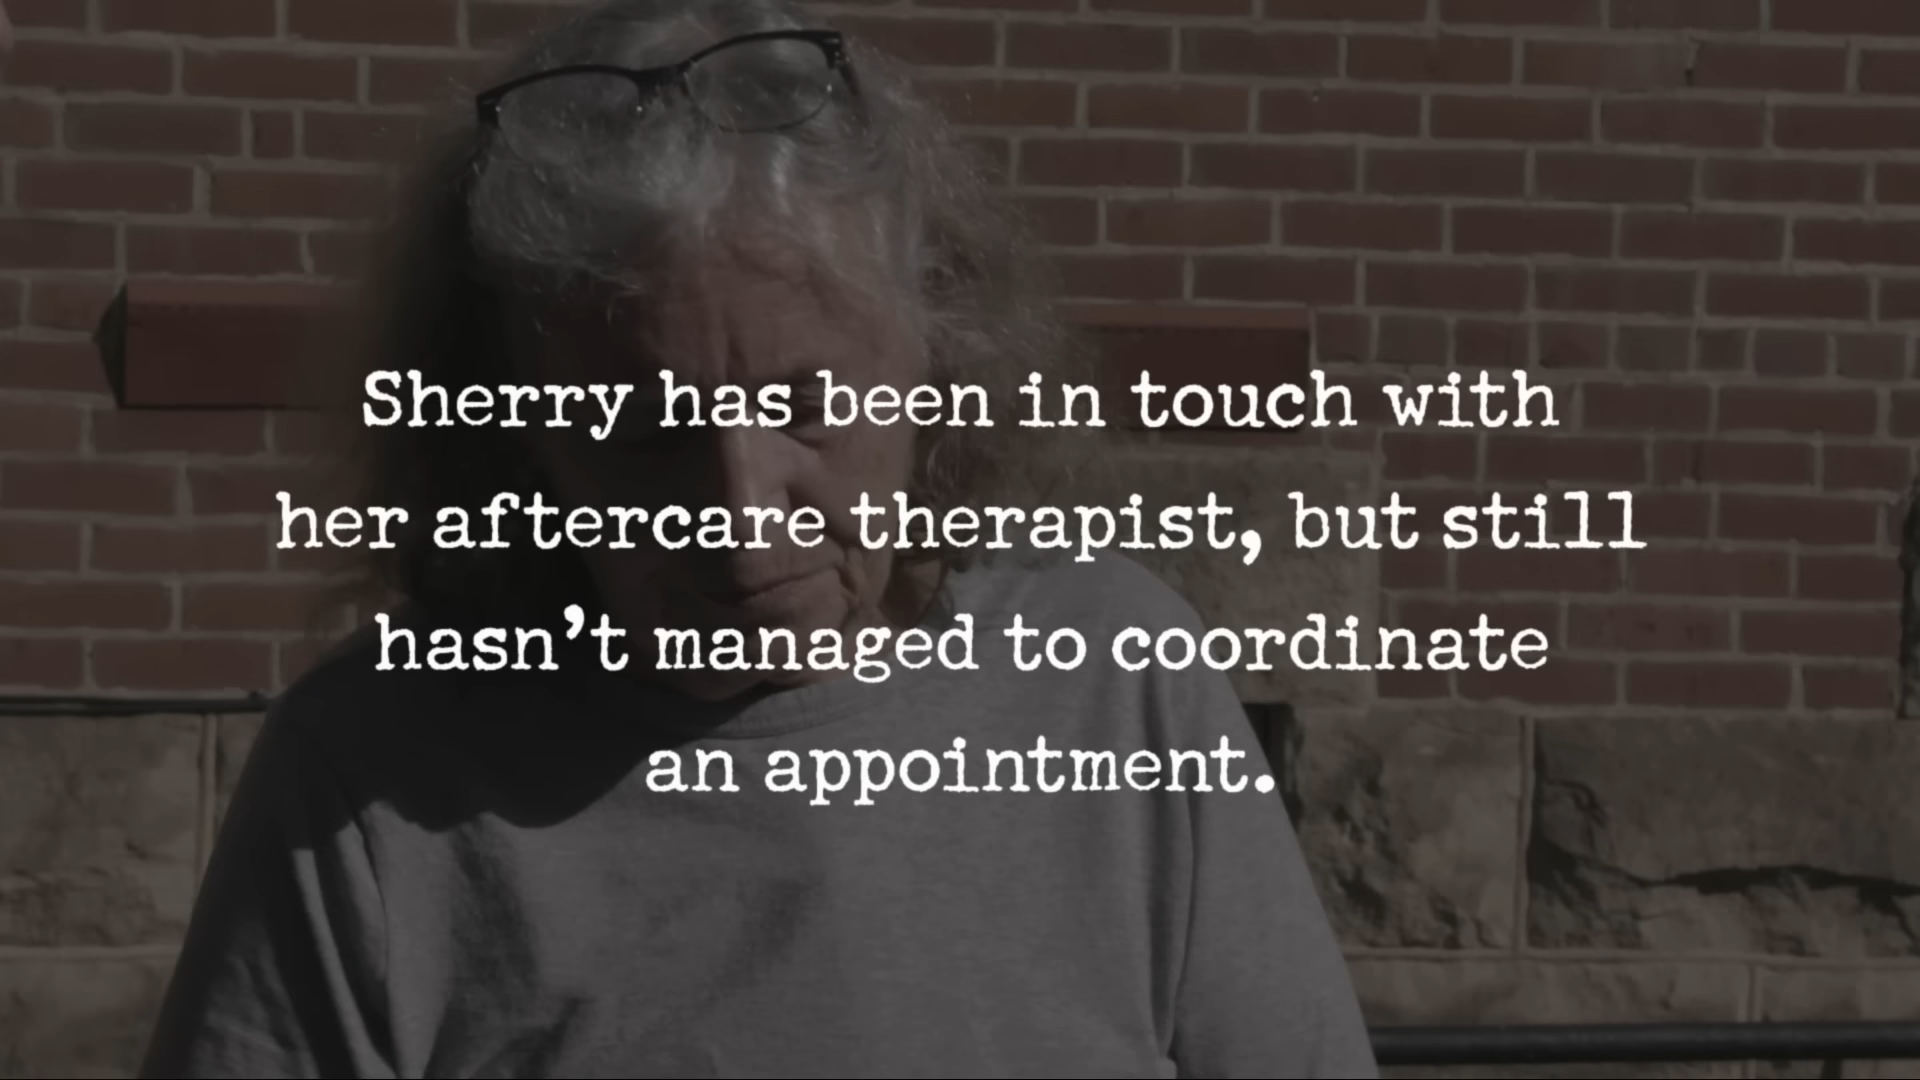 Sherry has been in touch with
her aftercare therapist, but still
hasn’t managed to coordinate
an appointment.